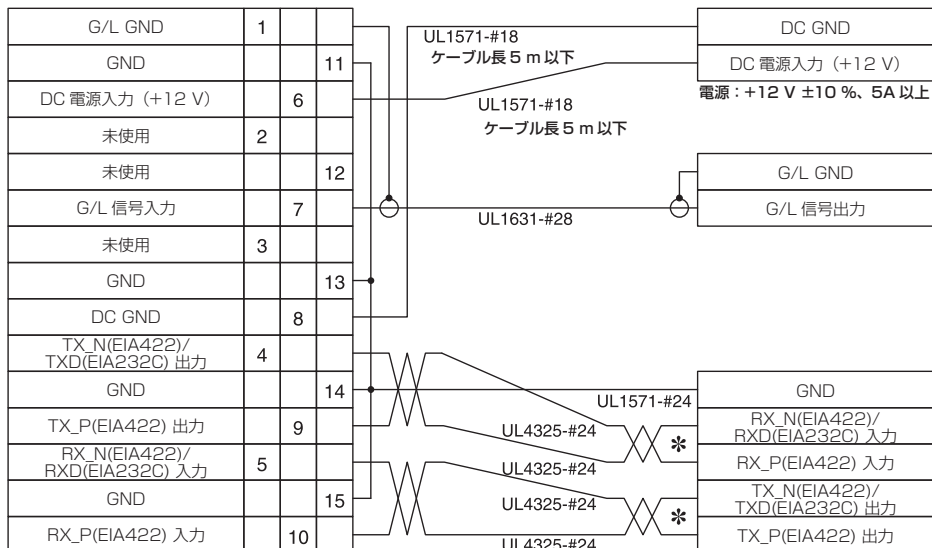 G/L GND 1
GND 11
DC 電源入力（+12 V） 6
未使用 2
未使用 12
G/L 信号入力 7
未使用 3
GND 13
DC GND 8
TX_N(EIA422)/
TXD(EIA232C) 出力 4
GND 14
TX_P(EIA422) 出力 9
RX_N(EIA422)/
RXD(EIA232C) 入力 5
GND 15
RX_P(EIA422) 入力 10
UL1571-#18
ケーブル長 5 m 以下
UL1571-#18
ケーブル長 5 m 以下
UL1631-#28
UL1571-#24
UL4325-#24
UL4325-#24
UL4325-#24
UL4325-#24
DC GND
DC 電源入力（+12 V）
電源：+12 V ±10 %、5A 以上
G/L GND
G/L 信号出力
GND
RX_N(EIA422)/
RXD(EIA232C) 入力
*
RX_P(EIA422) 入力
TX_N(EIA422)/
TXD(EIA232C) 出力
*
TX_P(EIA422) 出力